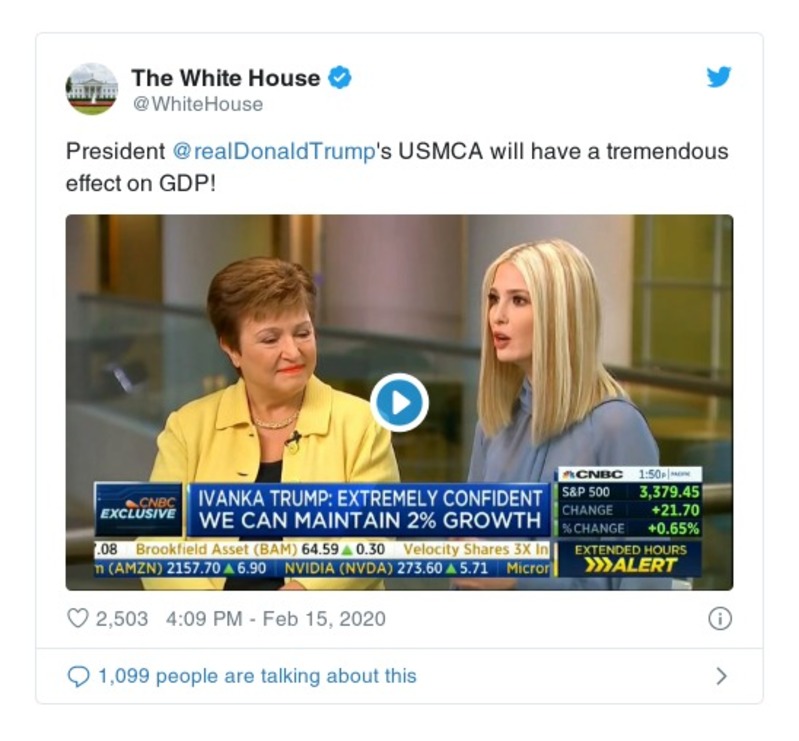 The White House
@WhiteHouse
President @realDonaldTrump's USMCA will have a tremendous
effect on GDP!
CNBC
EXCLUSIVE
IVANKA TRUMP: EXTREMELY CONFIDENT
WE CAN MAINTAIN 2% GROWTH
CNBC 1:50P PACIFIC
S&P 500 3,379.45
CHANGE +21.70
% CHANGE +0.65%
.08 Brookfield Asset (BAM) 64.59 ▲ 0.30 Velocity Shares 3X In
n (AMZN) 2157.70 ▲ 6.90 NVIDIA (NVDA) 273.60 ▲ 5.71 Micror
EXTENDED HOURS
ALERT
2,503 4:09 PM - Feb 15, 2020
1,099 people are talking about this